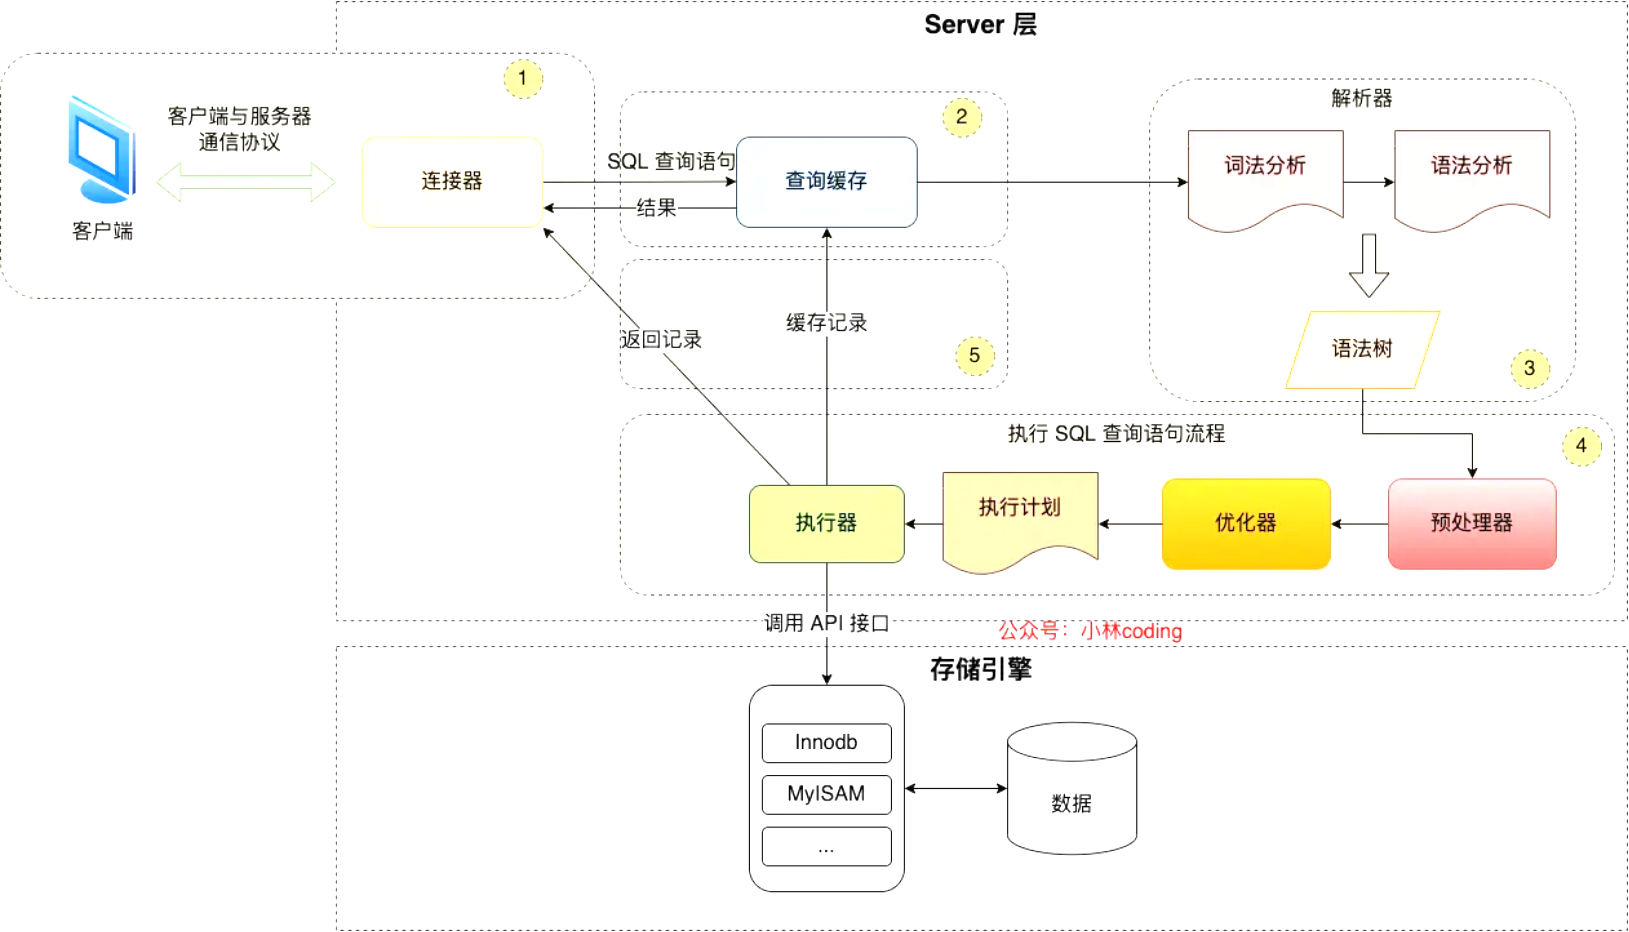 Server 层
1
客户端与服务器
通信协议
客户端
连接器
SQL 查询语句
结果
2
查询缓存
解析器
词法分析
语法分析
语法树
3
返回记录
缓存记录
5
执行 SQL 查询语句流程
4
执行器
执行计划
优化器
预处理器
调用 API 接口
公众号：小林coding
存储引擎
Innodb
MyISAM
...
数据